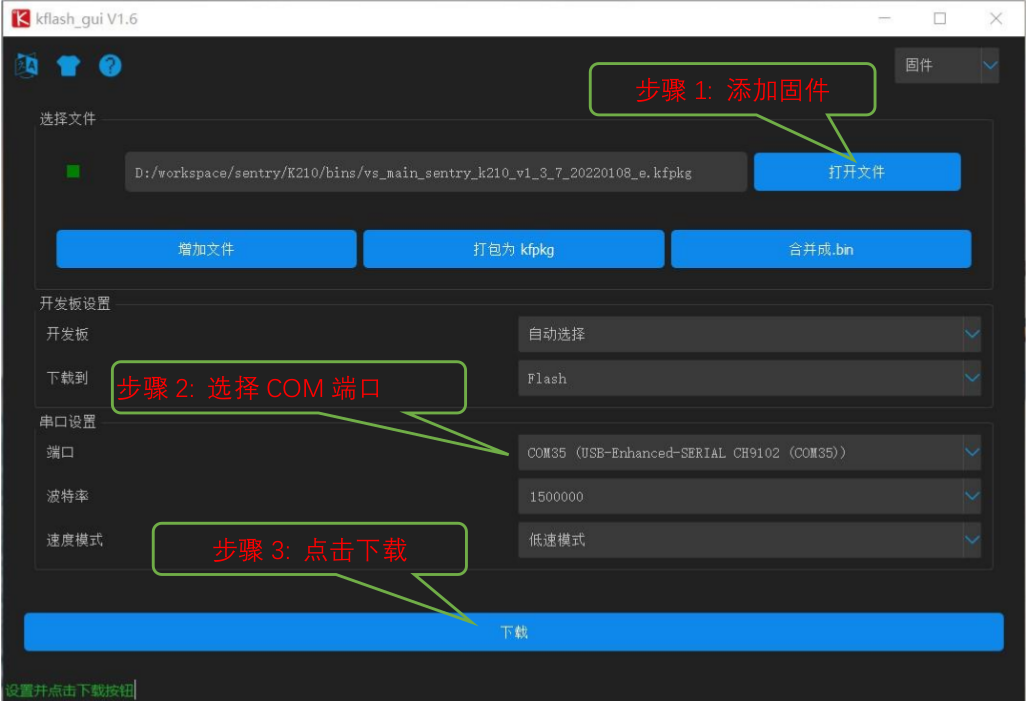 kflash_gui V1.6
固件
步骤 1: 添加固件
选择文件
D:/workspace/sentry/K210/bins/vs_main_sentry_k210_v1_3_7_20220108_e.kfpkg
打开文件
增加文件
打包为 kfpkg
合并成.bin
开发板设置
开发板
自动选择
下载到
Flash
步骤 2: 选择 COM 端口
串口设置
端口
COM35 (USB-Enhanced-SERIAL CH9102 (COM35))
波特率
1500000
速度模式
低速模式
步骤 3: 点击下载
下载
设置并点击下载按钮